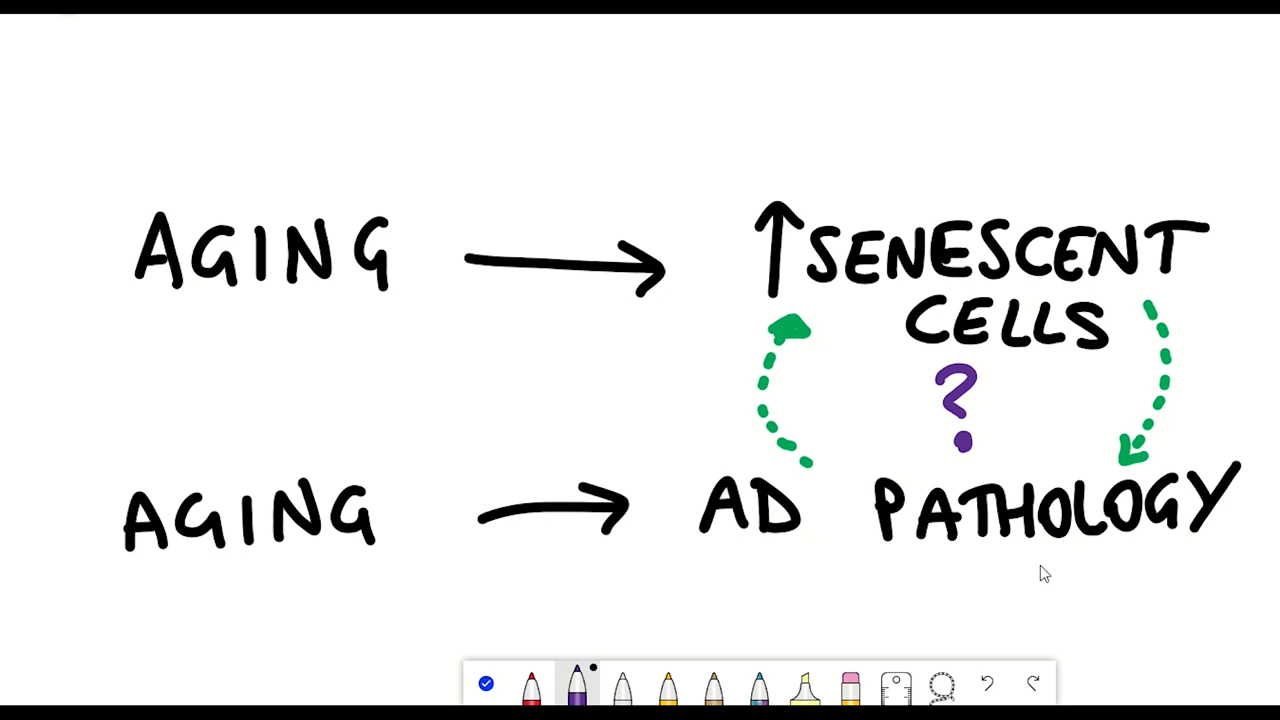 AGING → ↑ SENESCENT
CELLS
?
AGING → AD PATHOLOGY